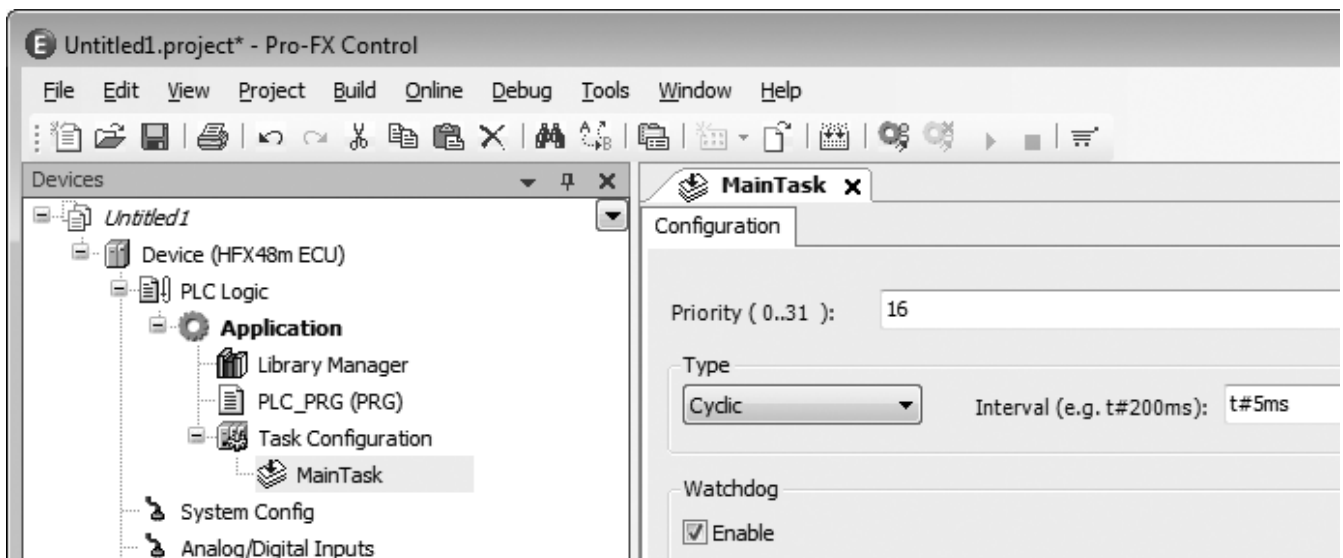 Untitled1.project* - Pro-FX Control
File Edit View Project Build Online Debug Tools Window Help
Devices
Untitled1
Device (HFX48m ECU)
PLC Logic
Application
Library Manager
PLC_PRG (PRG)
Task Configuration
MainTask
System Config
Analog/Digital Inputs
MainTask
Configuration
Priority ( 0..31 ): 16
Type
Cyclic Interval (e.g. t#200ms): t#5ms
Watchdog
Enable